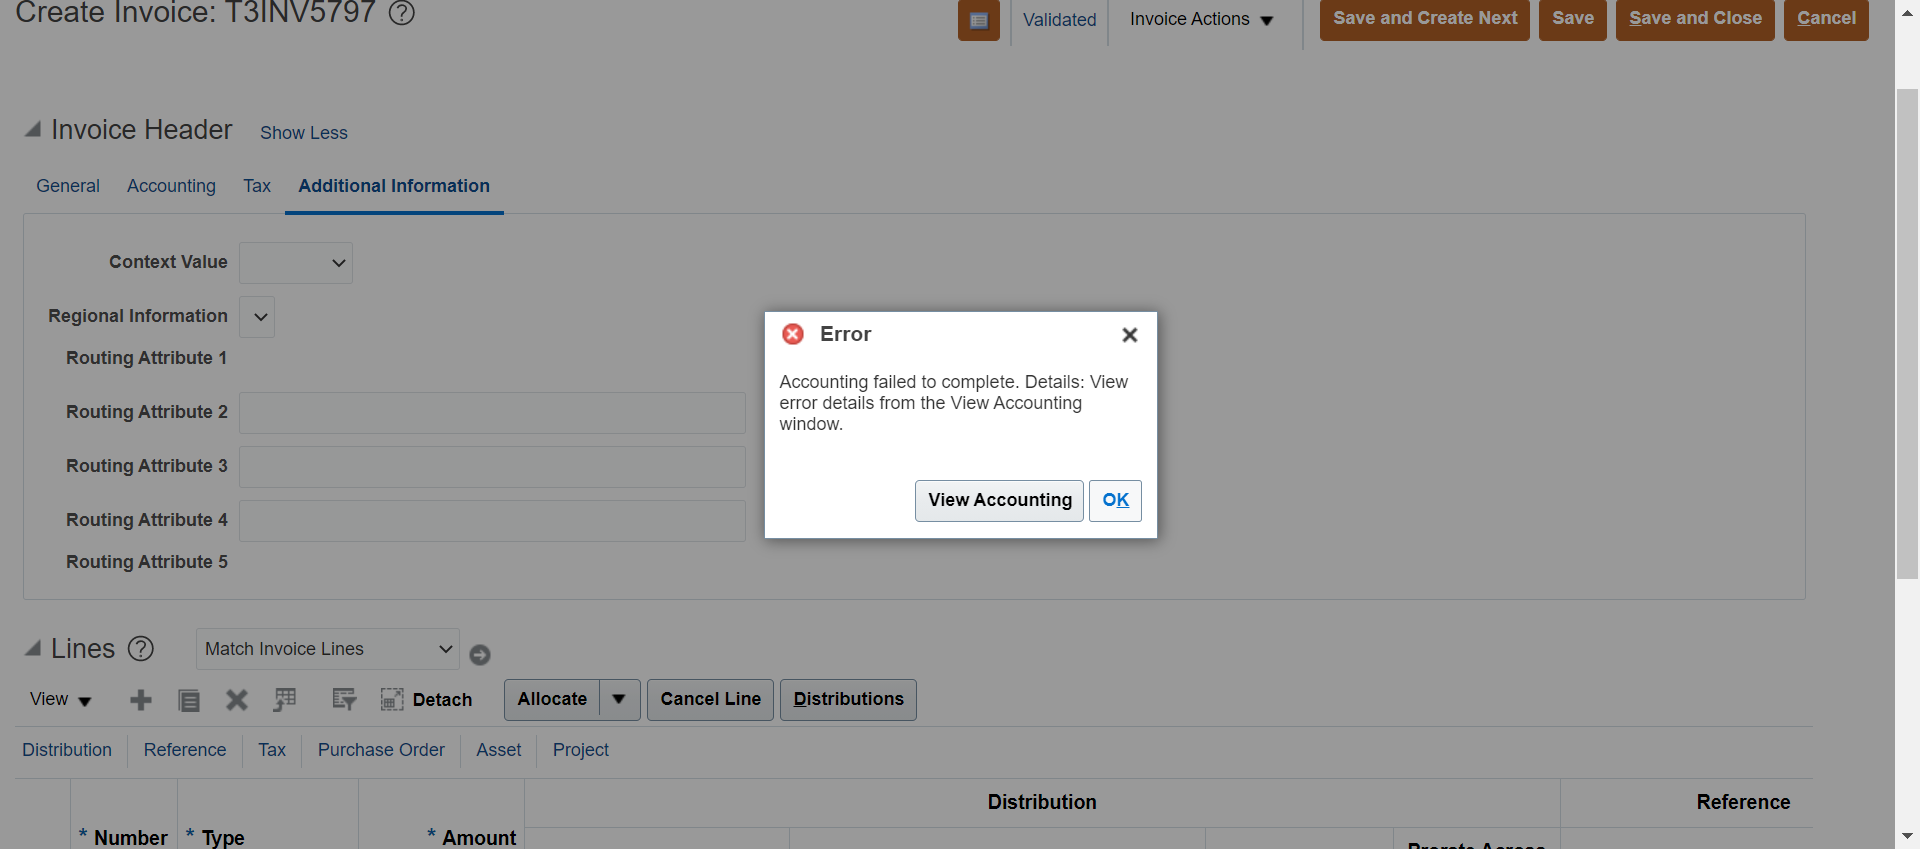 Create Invoice: T3INV5797 ?
Validated
Invoice Actions
Save and Create Next
Save
Save and Close
Cancel
Invoice Header
Show Less
General
Accounting
Tax
Additional Information
Context Value
Regional Information
Routing Attribute 1
Routing Attribute 2
Routing Attribute 3
Routing Attribute 4
Routing Attribute 5
Error
Accounting failed to complete. Details: View
error details from the View Accounting
window.
View Accounting
OK
Lines ?
Match Invoice Lines
View
Detach
Allocate
Cancel Line
Distributions
Distribution
Reference
Tax
Purchase Order
Asset
Project
Distribution
Reference
* Number
* Type
* Amount
Prorate Across